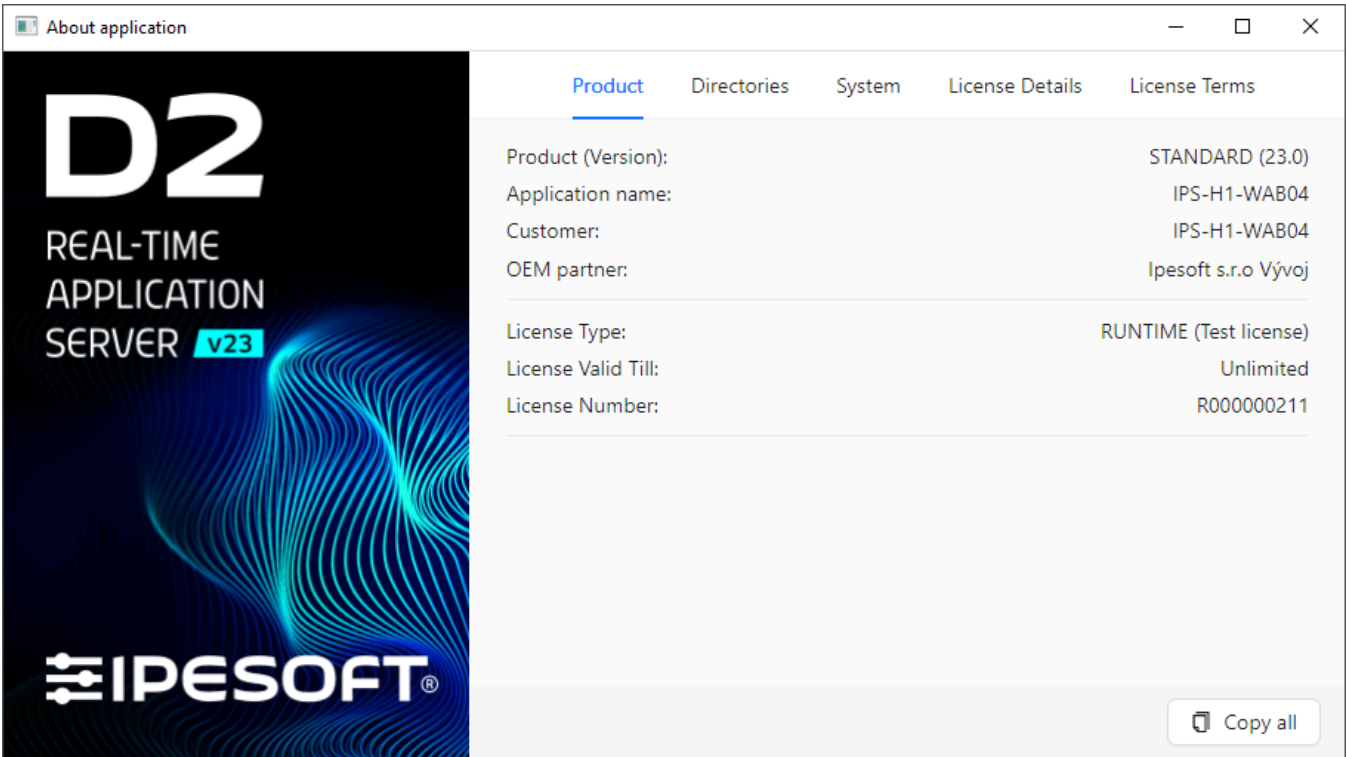 About application
D2
REAL-TIME
APPLICATION
SERVER v23
IPESOFT®
Product Directories System License Details License Terms
Product (Version): STANDARD (23.0)
Application name: IPS-H1-WAB04
Customer: IPS-H1-WAB04
OEM partner: Ipesoft s.r.o Vývoj
License Type: RUNTIME (Test license)
License Valid Till: Unlimited
License Number: R000000211
Copy all